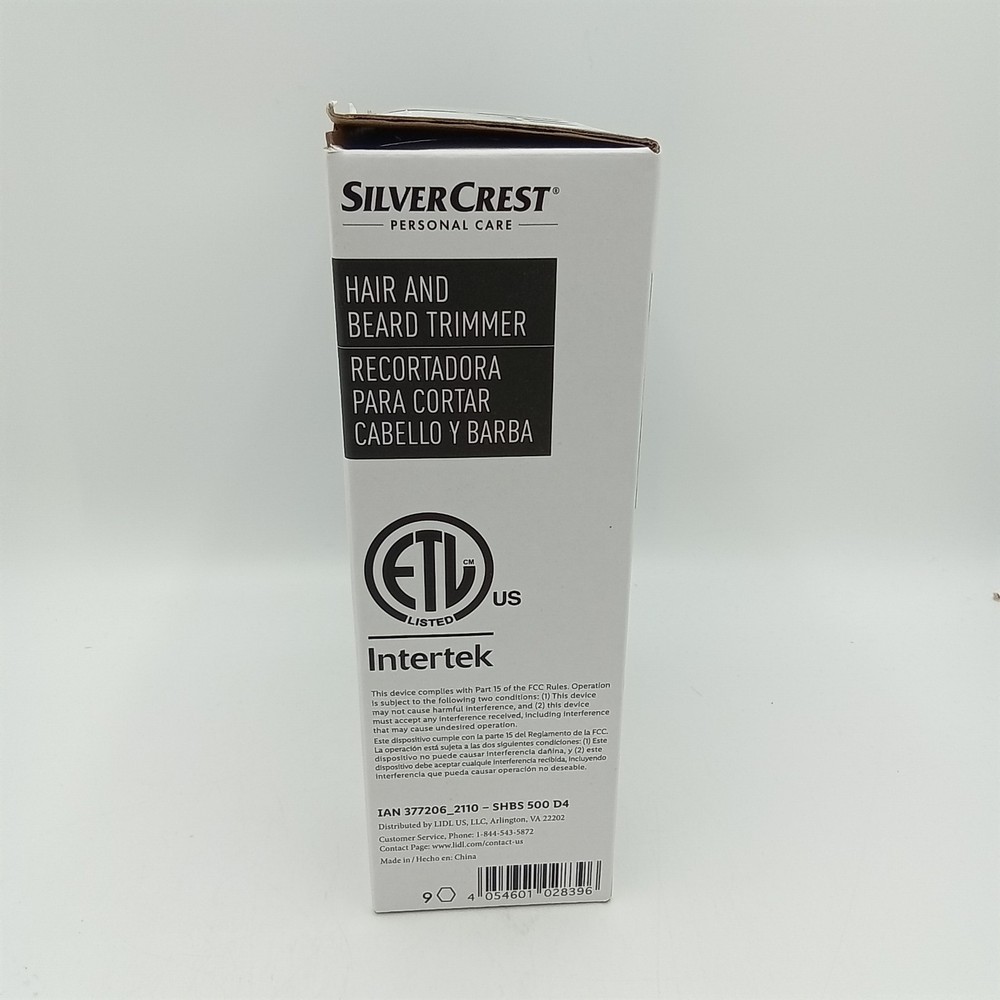 SILVERCREST®
PERSONAL CARE
HAIR AND
BEARD TRIMMER
RECORTADORA
PARA CORTAR
CABELLO Y BARBA
ETL CM
LISTED
US
Intertek
This device complies with Part 15 of the FCC Rules. Operation
is subject to the following two conditions: (1) This device
may not cause harmful interference, and (2) this device
must accept any interference received, including interference
that may cause undesired operation.
Este dispositivo cumple con la parte 15 del Reglamento de la FCC.
La operación está sujeta a las dos siguientes condiciones: (1) Este
dispositivo no puede causar interferencia dañina, y (2) este
dispositivo debe aceptar cualquie interferencia recibida, incluyendo
interferencia que pueda causar operación no deseable.
IAN 377206_2110 – SHBS 500 D4
Distributed by LIDL US, LLC, Arlington, VA 22202
Customer Service, Phone: 1-844-543-5872
Contact Page: www.lidl.com/contact-us
Made in / Hecho en: China
9
4 054601 028396